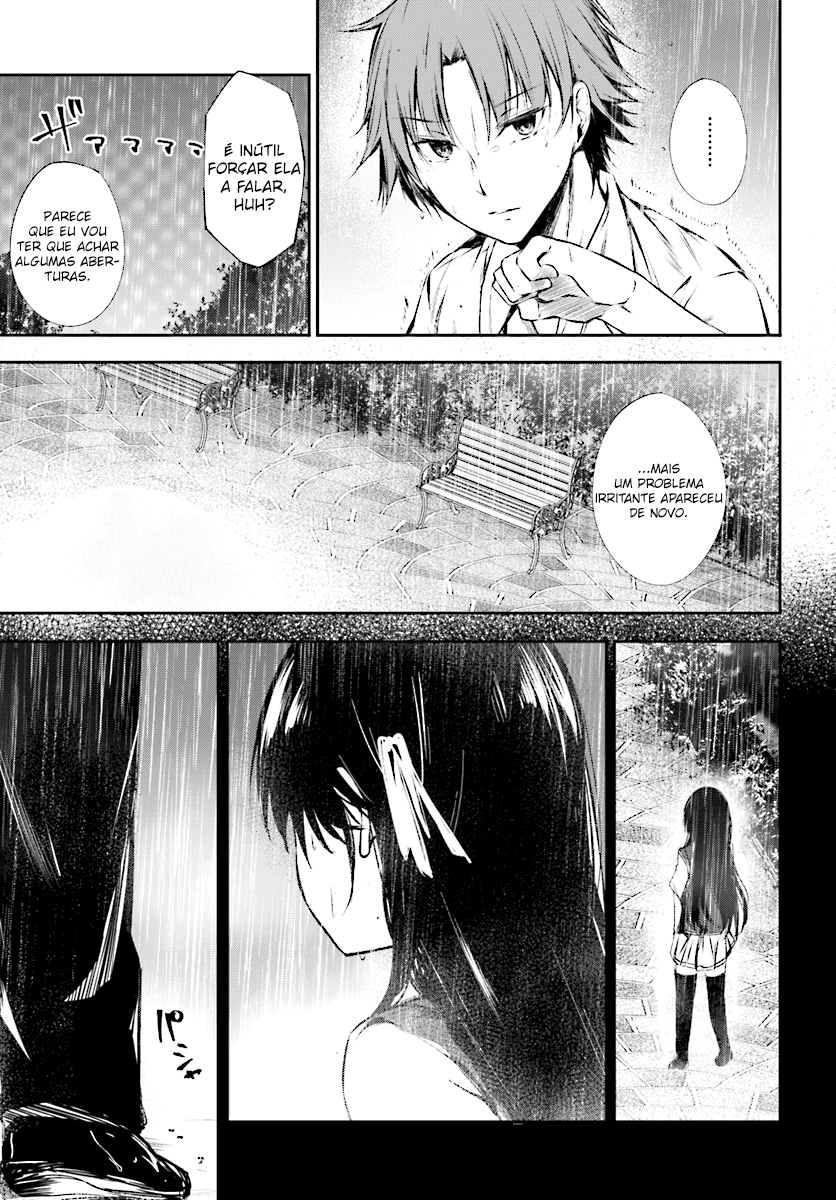 ........
É INÚTIL
FORÇAR ELA
A FALAR,
HUH?
ザァァァァ
PARECE
QUE EU VOU
TER QUE ACHAR
ALGUMAS ABER-
TURAS.
...MAIS
UM PROBLEMA
IRRITANTE APARECEU
DE NOVO.
パシャ